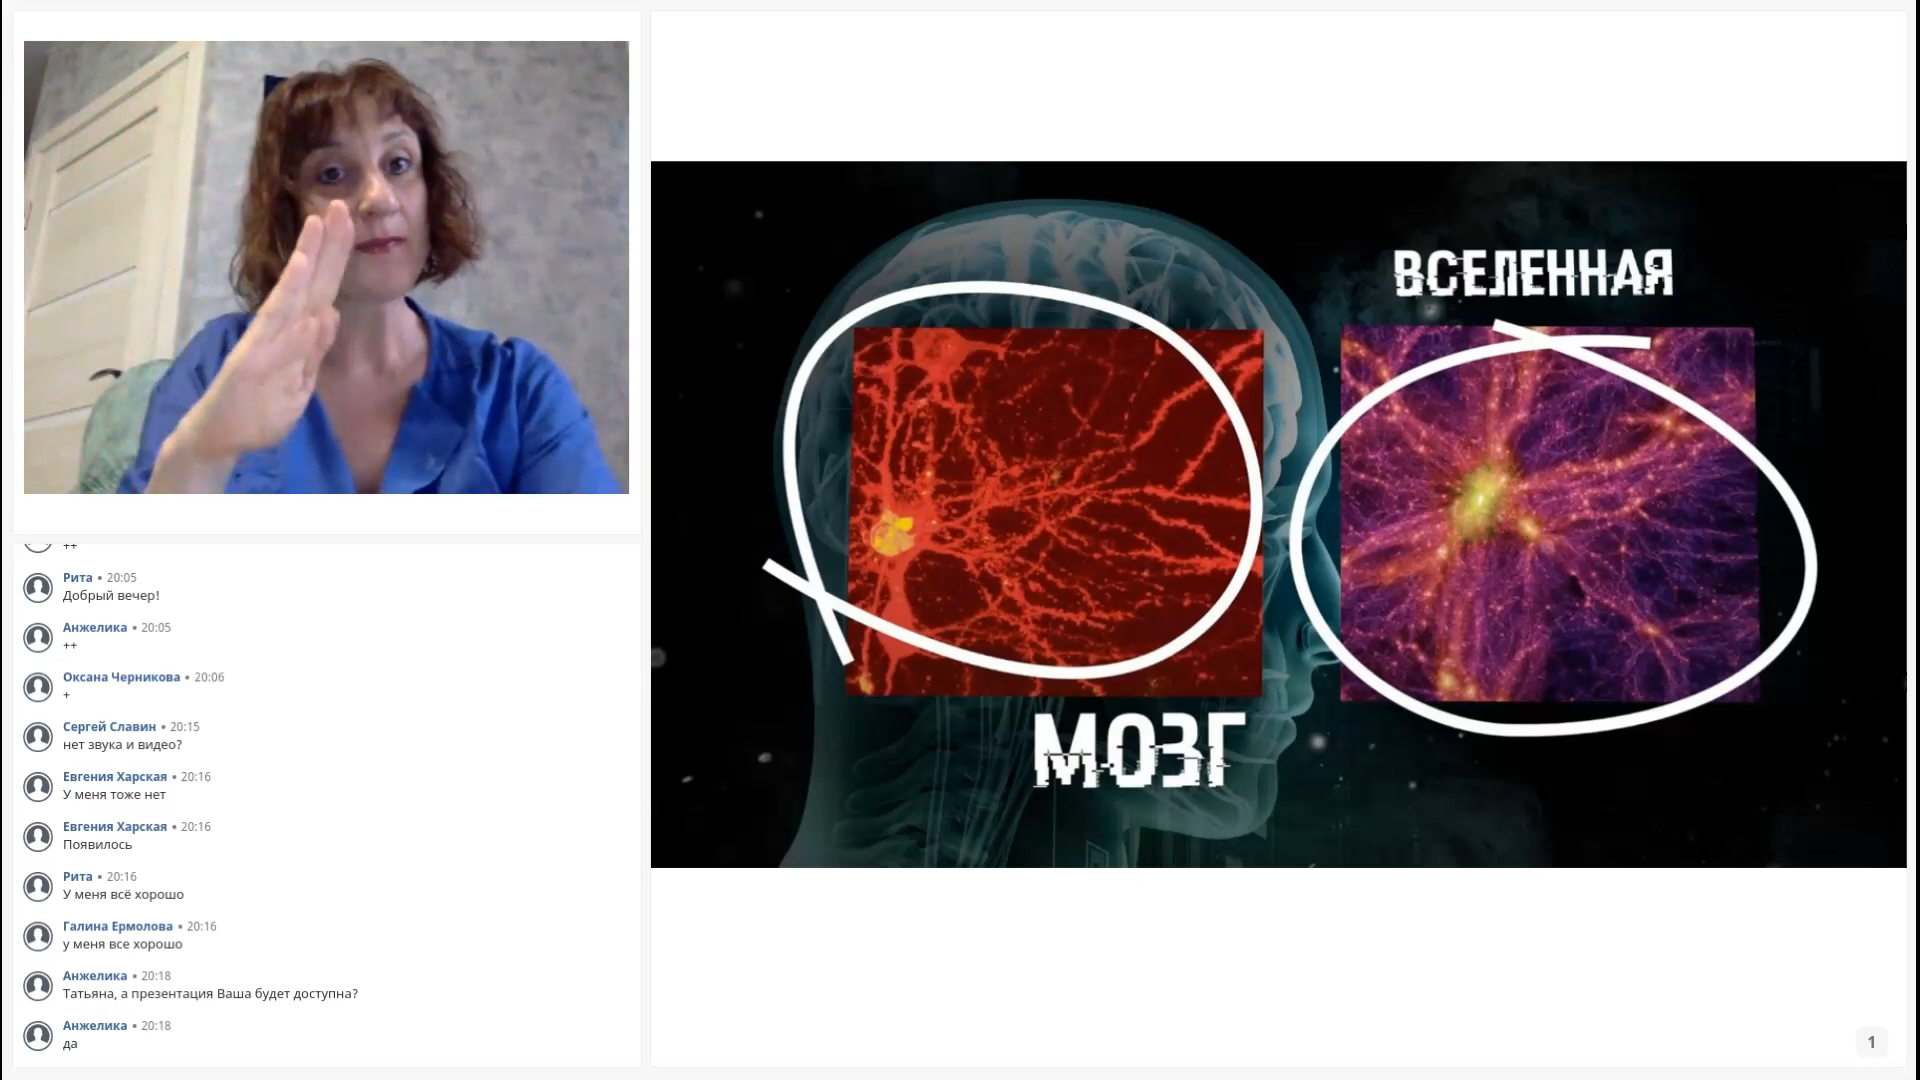 ++
Рита • 20:05
Добрый вечер!
Анжелика • 20:05
++
Оксана Черникова • 20:06
+
Сергей Славин • 20:15
нет звука и видео?
Евгения Харская • 20:16
У меня тоже нет
Евгения Харская • 20:16
Появилось
Рита • 20:16
У меня всё хорошо
Галина Ермолова • 20:16
у меня все хорошо
Анжелика • 20:18
Татьяна, а презентация Ваша будет доступна?
Анжелика • 20:18
да
ВСЕЛЕННАЯ
МОЗГ
1